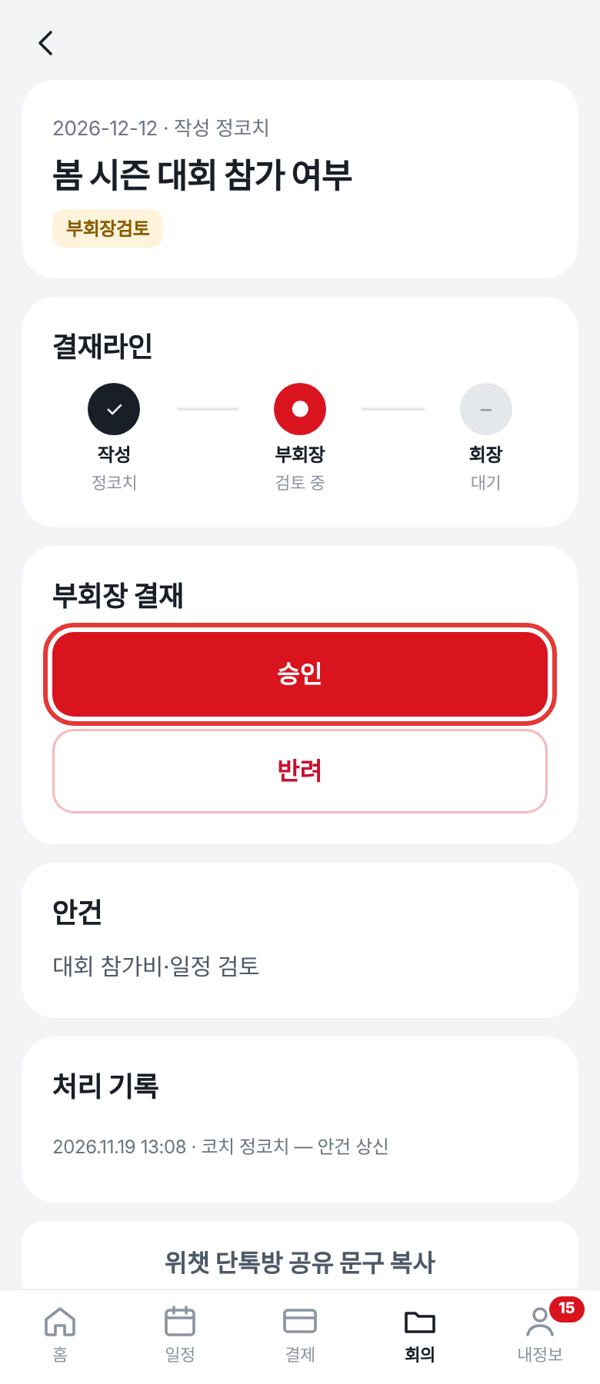 2026-12-12 · 작성 정코치
봄 시즌 대회 참가 여부
부회장검토
결재라인
작성
정코치
부회장
검토 중
회장
대기
부회장 결재
승인
반려
안건
대회 참가비·일정 검토
처리 기록
2026.11.19 13:08 · 코치 정코치 — 안건 상신
위챗 단톡방 공유 문구 복사
홈
일정
결제
회의
15
내정보